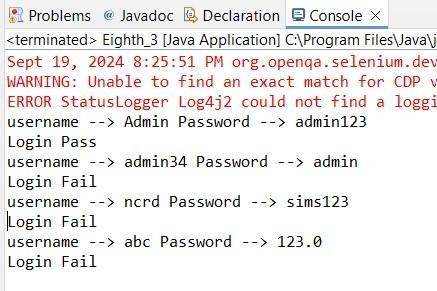 Problems @ Javadoc Declaration Console ×
<terminated> Eighth_3 [Java Application] C:\Program Files\Java\j
Sept 19, 2024 8:25:51 PM org.openqa.selenium.dev
WARNING: Unable to find an exact match for CDP v
ERROR StatusLogger Log4j2 could not find a loggi
username --> Admin Password --> admin123
Login Pass
username --> admin34 Password --> admin
Login Fail
username --> ncrd Password --> sims123
Login Fail
username --> abc Password --> 123.0
Login Fail